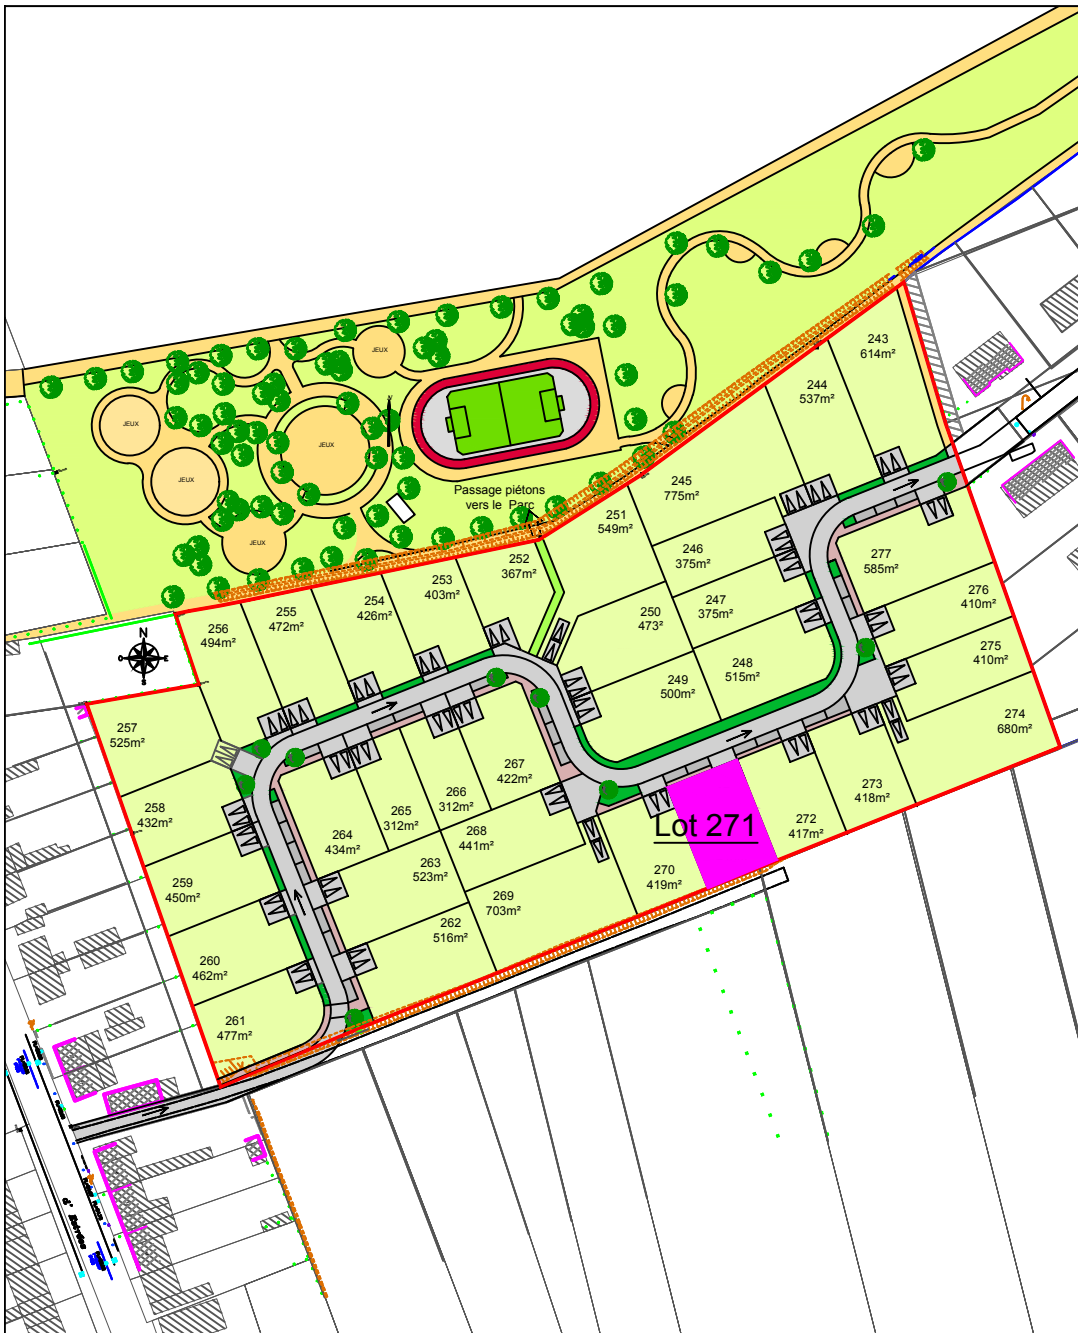 243
614m²
244
537m²
JEUX
JEUX
JEUX
JEUX
JEUX
Passage piétons
vers le Parc
245
775m²
251
549m²
246
375m²
277
585m²
252
367m²
253
403m²
276
410m²
247
375m²
254
426m²
255
472m²
250
473²
256
494m²
N
E
S
O
275
410m²
248
515m²
249
500m²
274
680m²
257
525m²
267
422m²
273
418m²
266
312m²
258
432m²
265
312m²
272
417m²
Lot 271
264
434m²
268
441m²
263
523m²
270
419m²
259
450m²
269
703m²
262
516m²
260
462m²
261
477m²